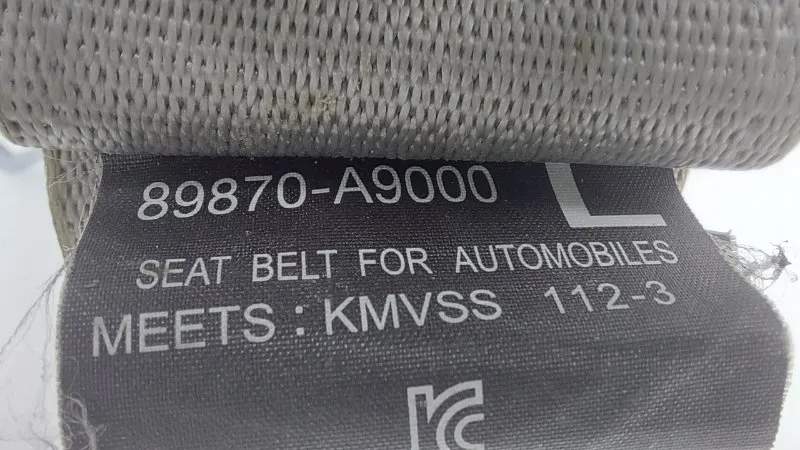 89870-A9000 L
SEAT BELT FOR AUTOMOBILES
MEETS : KMVSS 112-3